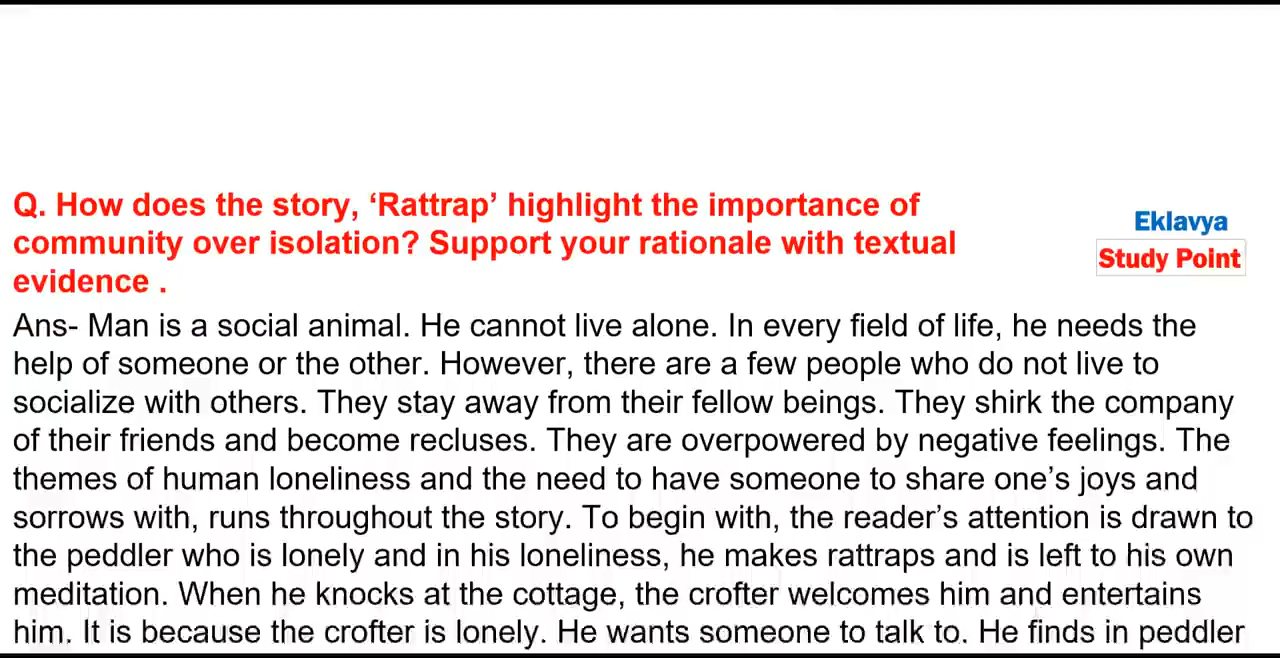 Q. How does the story, ‘Rattrap’ highlight the importance of
community over isolation? Support your rationale with textual
evidence .
Eklavya
Study Point
Ans- Man is a social animal. He cannot live alone. In every field of life, he needs the
help of someone or the other. However, there are a few people who do not live to
socialize with others. They stay away from their fellow beings. They shirk the company
of their friends and become recluses. They are overpowered by negative feelings. The
themes of human loneliness and the need to have someone to share one’s joys and
sorrows with, runs throughout the story. To begin with, the reader’s attention is drawn to
the peddler who is lonely and in his loneliness, he makes rattraps and is left to his own
meditation. When he knocks at the cottage, the crofter welcomes him and entertains
him. It is because the crofter is lonely. He wants someone to talk to. He finds in peddler